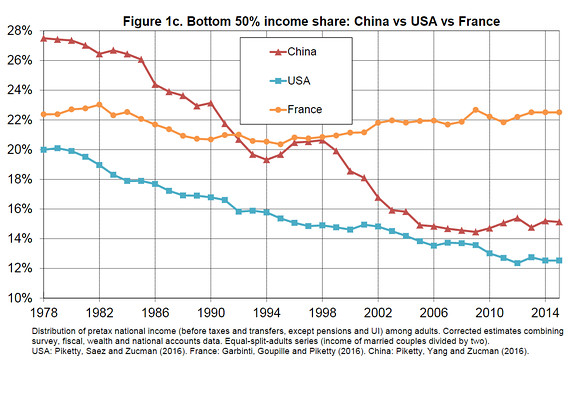 Figure 1c. Bottom 50% income share: China vs USA vs France
28%
26%
24%
22%
20%
18%
16%
14%
12%
10%
China
USA
France
1978 1982 1986 1990 1994 1998 2002 2006 2010 2014
Distribution of pretax national income (before taxes and transfers, except pensions and UI) among adults. Corrected estimates combining
survey, fiscal, wealth and national accounts data. Equal-split-adults series (income of married couples divided by two).
USA: Piketty, Saez and Zucman (2016). France: Garbinti, Goupille and Piketty (2016). China: Piketty, Yang and Zucman (2016).